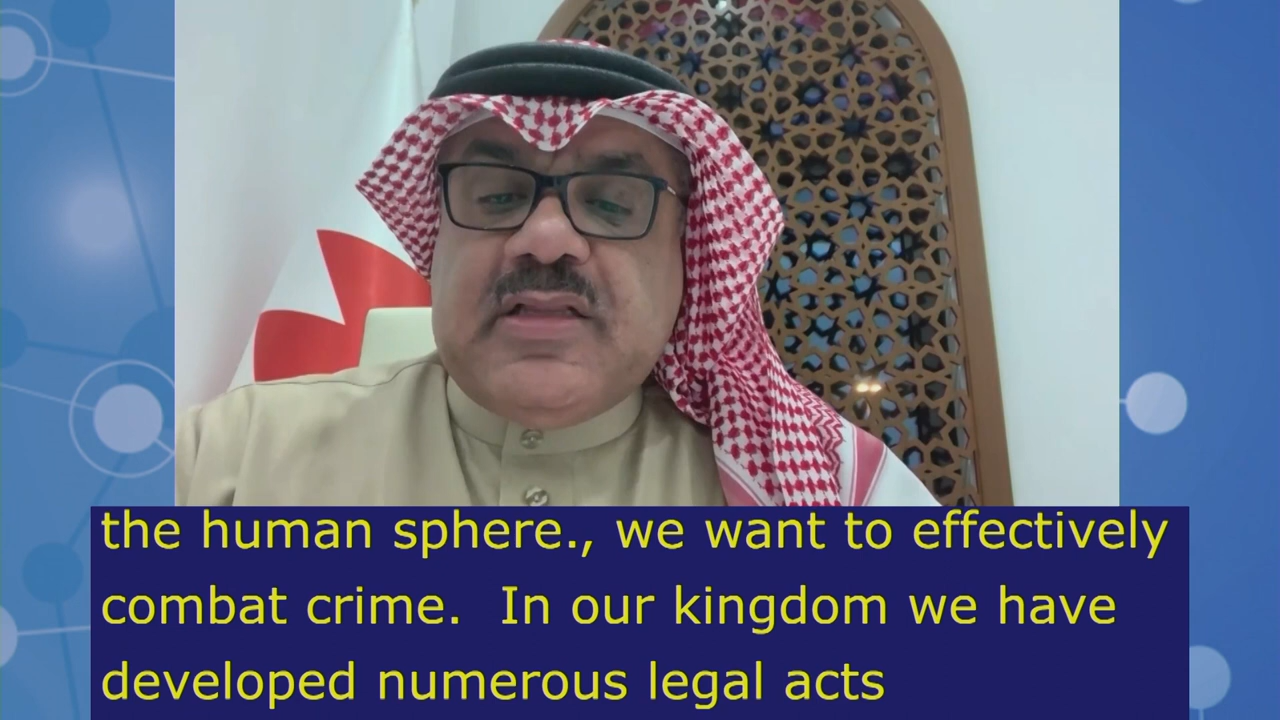 the human sphere., we want to effectively
combat crime.  In our kingdom we have
developed numerous legal acts